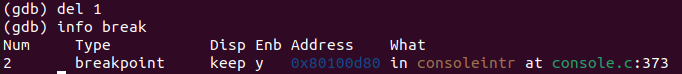 (gdb) del 1
(gdb) info break
Num     Type           Disp Enb Address    What
2       breakpoint     keep y   0x80100d80 in consoleintr at console.c:373